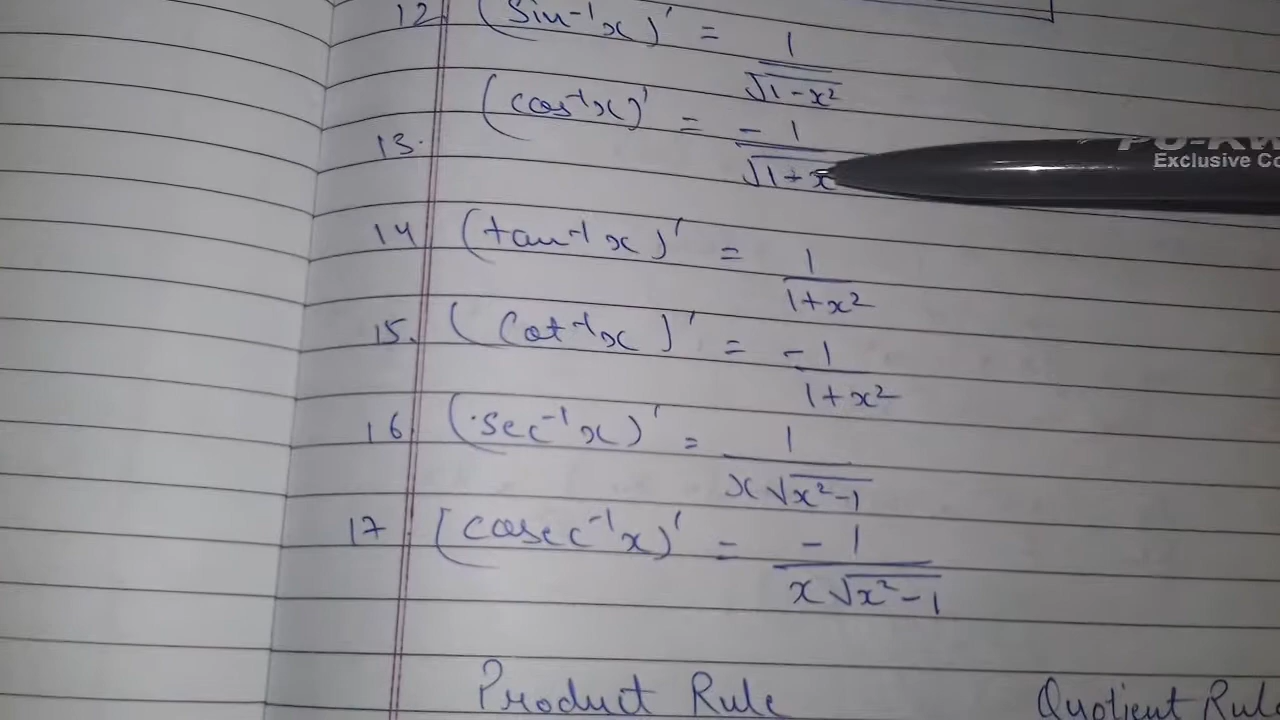 12. (sin⁻¹x)' = 1/√1-x²
13. (cos⁻¹x)' = -1/√1+x
Exclusive Co
14 (tan⁻¹x)' = 1/1+x²
15. (Cot⁻¹x)' = -1/1+x²
16 (sec⁻¹x)' = 1/x√x²-1
17 [cosec⁻¹x)' = -1/x√x²-1
Product Rule Quotient Rule